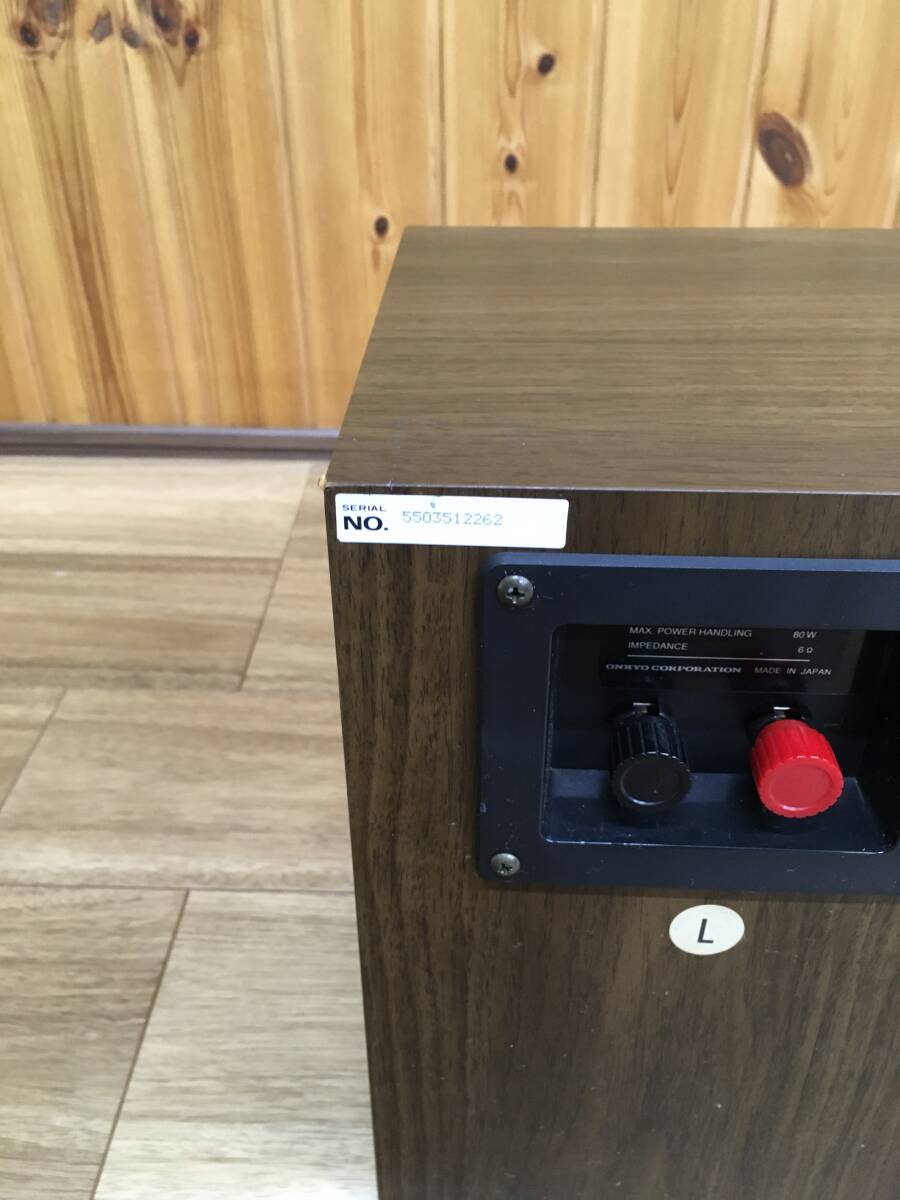 SERIAL
NO. 5503512262
MAX. POWER HANDLING 80 W
IMPEDANCE 6 Ω
ONKYO CORPORATION MADE IN JAPAN
L